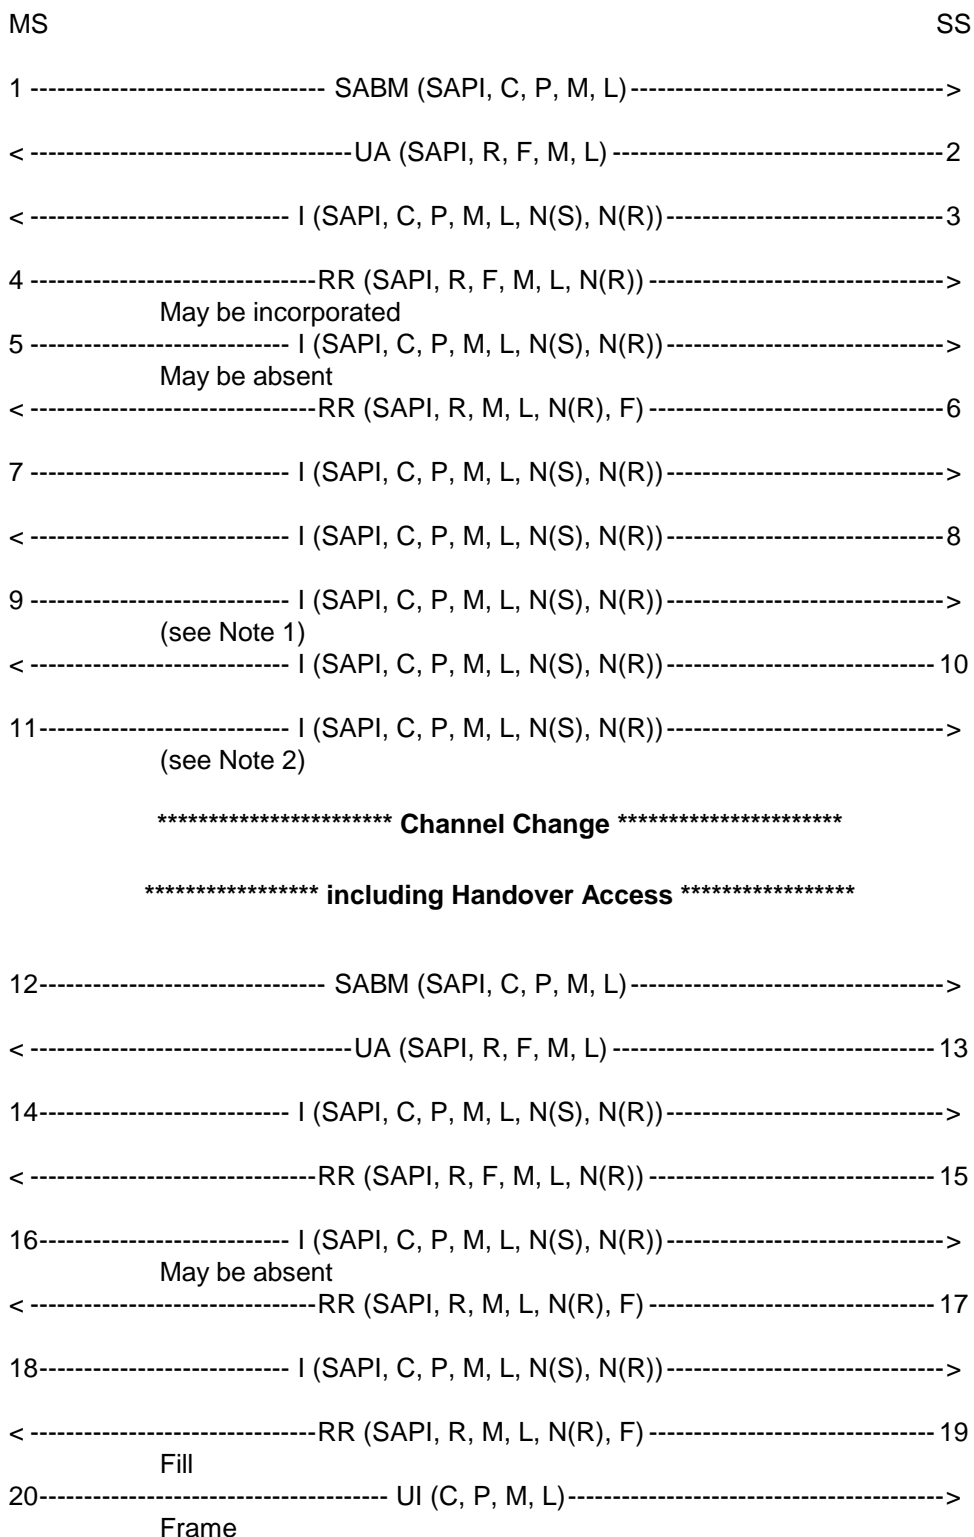 MS SS
1 --------------------------------- SABM (SAPI, C, P, M, L)----------------------------------->
< ------------------------------------UA (SAPI, R, F, M, L) -------------------------------------2
< ----------------------------- I (SAPI, C, P, M, L, N(S), N(R))-------------------------------3
4 --------------------------------RR (SAPI, R, F, M, L, N(R)) --------------------------------->
May be incorporated
5 ----------------------------- I (SAPI, C, P, M, L, N(S), N(R))------------------------------->
May be absent
< --------------------------------RR (SAPI, R, M, L, N(R), F) ---------------------------------6
7 ----------------------------- I (SAPI, C, P, M, L, N(S), N(R))------------------------------->
< ----------------------------- I (SAPI, C, P, M, L, N(S), N(R))-------------------------------8
9 ----------------------------- I (SAPI, C, P, M, L, N(S), N(R))------------------------------->
(see Note 1)
< ----------------------------- I (SAPI, C, P, M, L, N(S), N(R))------------------------------ 10
11---------------------------- I (SAPI, C, P, M, L, N(S), N(R))------------------------------->
(see Note 2)
*********************** Channel Change **********************
***************** including Handover Access *****************
12-------------------------------- SABM (SAPI, C, P, M, L)----------------------------------->
< ------------------------------------UA (SAPI, R, F, M, L) ------------------------------------ 13
14---------------------------- I (SAPI, C, P, M, L, N(S), N(R))------------------------------->
< --------------------------------RR (SAPI, R, F, M, L, N(R)) -------------------------------- 15
16---------------------------- I (SAPI, C, P, M, L, N(S), N(R))------------------------------->
May be absent
< --------------------------------RR (SAPI, R, M, L, N(R), F) -------------------------------- 17
18---------------------------- I (SAPI, C, P, M, L, N(S), N(R))------------------------------->
< --------------------------------RR (SAPI, R, M, L, N(R), F) -------------------------------- 19
Fill
20--------------------------------------- UI (C, P, M, L)------------------------------------------>
Frame